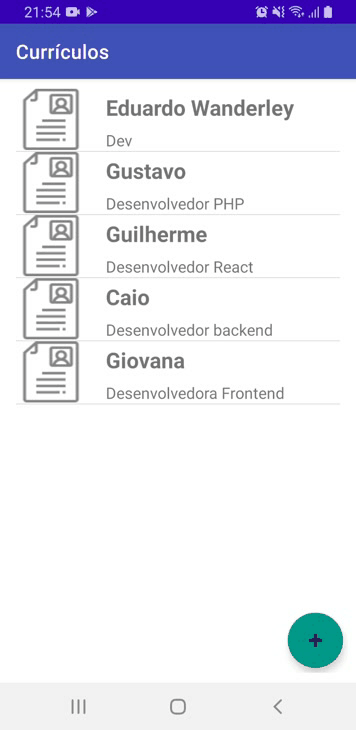 21:54
Currículos
Eduardo Wanderley
Dev
Gustavo
Desenvolvedor PHP
Guilherme
Desenvolvedor React
Caio
Desenvolvedor backend
Giovana
Desenvolvedora Frontend